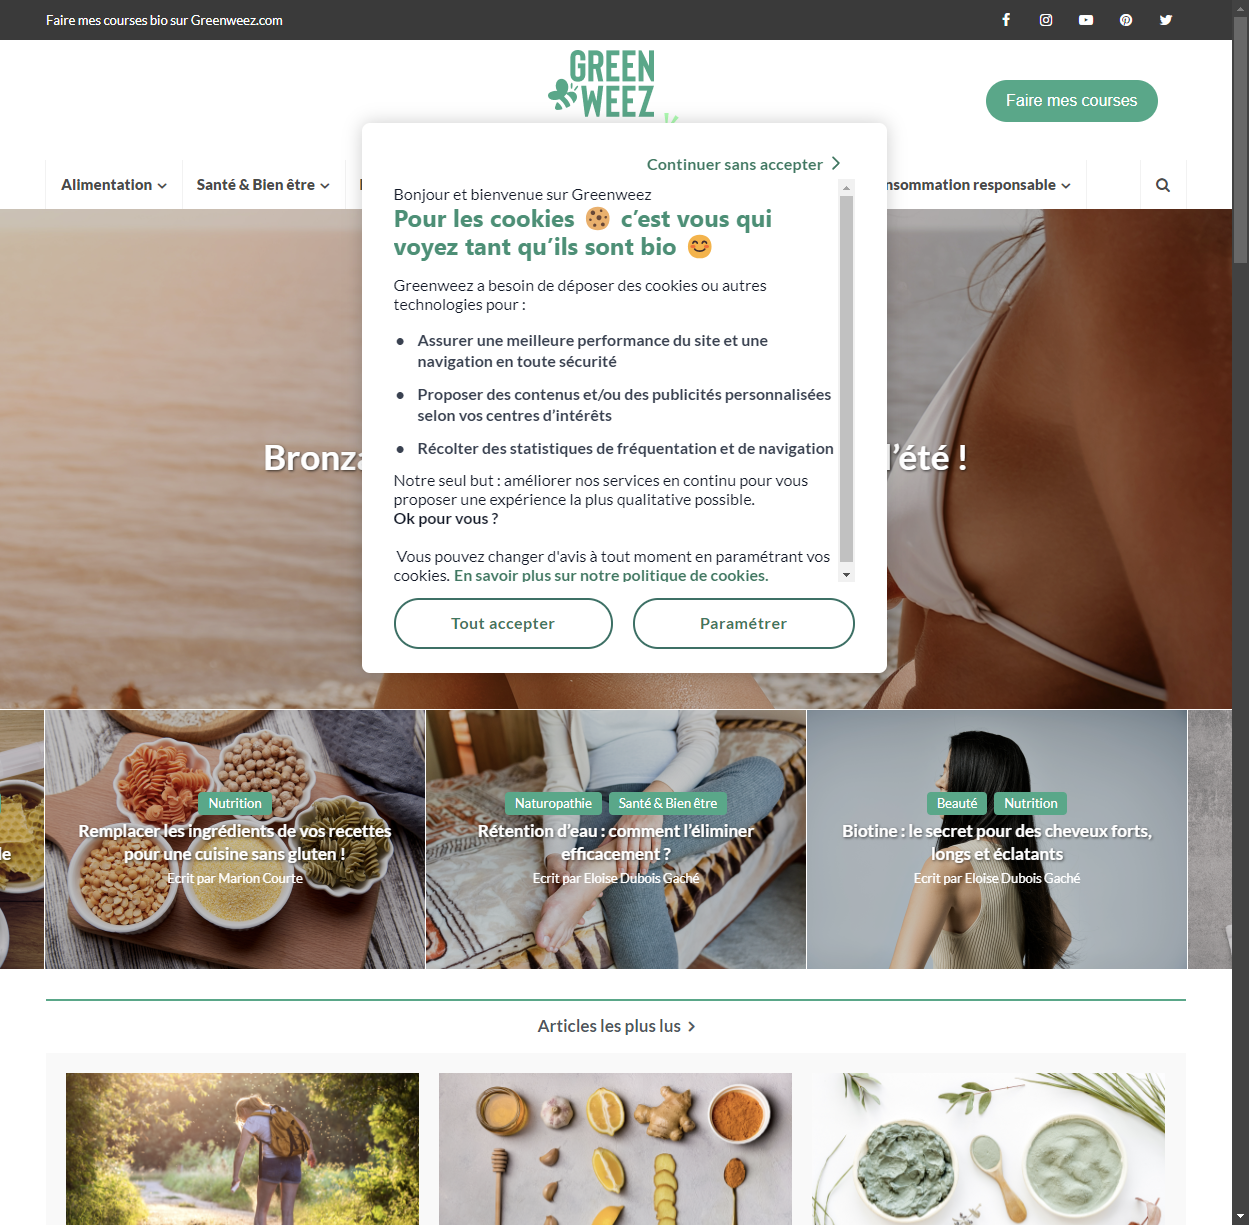 Faire mes courses bio sur Greenweez.com
GREEN
WEEZ
Faire mes courses
Alimentation
Santé & Bien être
nsommation responsable
Continuer sans accepter
Bonjour et bienvenue sur Greenweez
Pour les cookies 🍪 c’est vous qui
voyez tant qu’ils sont bio 😊
Greenweez a besoin de déposer des cookies ou autres
technologies pour :
● Assurer une meilleure performance du site et une
navigation en toute sécurité
● Proposer des contenus et/ou des publicités personnalisées
selon vos centres d’intérêts
● Récolter des statistiques de fréquentation et de navigation
Notre seul but : améliorer nos services en continu pour vous
proposer une expérience la plus qualitative possible.
Ok pour vous ?
Vous pouvez changer d'avis à tout moment en paramétrant vos
cookies. En savoir plus sur notre politique de cookies.
Tout accepter
Paramétrer
Bronza
l’été !
le
Nutrition
Remplacer les ingrédients de vos recettes
pour une cuisine sans gluten !
Ecrit par Marion Courte
Naturopathie
Santé & Bien être
Rétention d’eau : comment l’éliminer
efficacement ?
Ecrit par Eloise Dubois Gaché
Beauté
Nutrition
Biotine : le secret pour des cheveux forts,
longs et éclatants
Ecrit par Eloise Dubois Gaché
Articles les plus lus